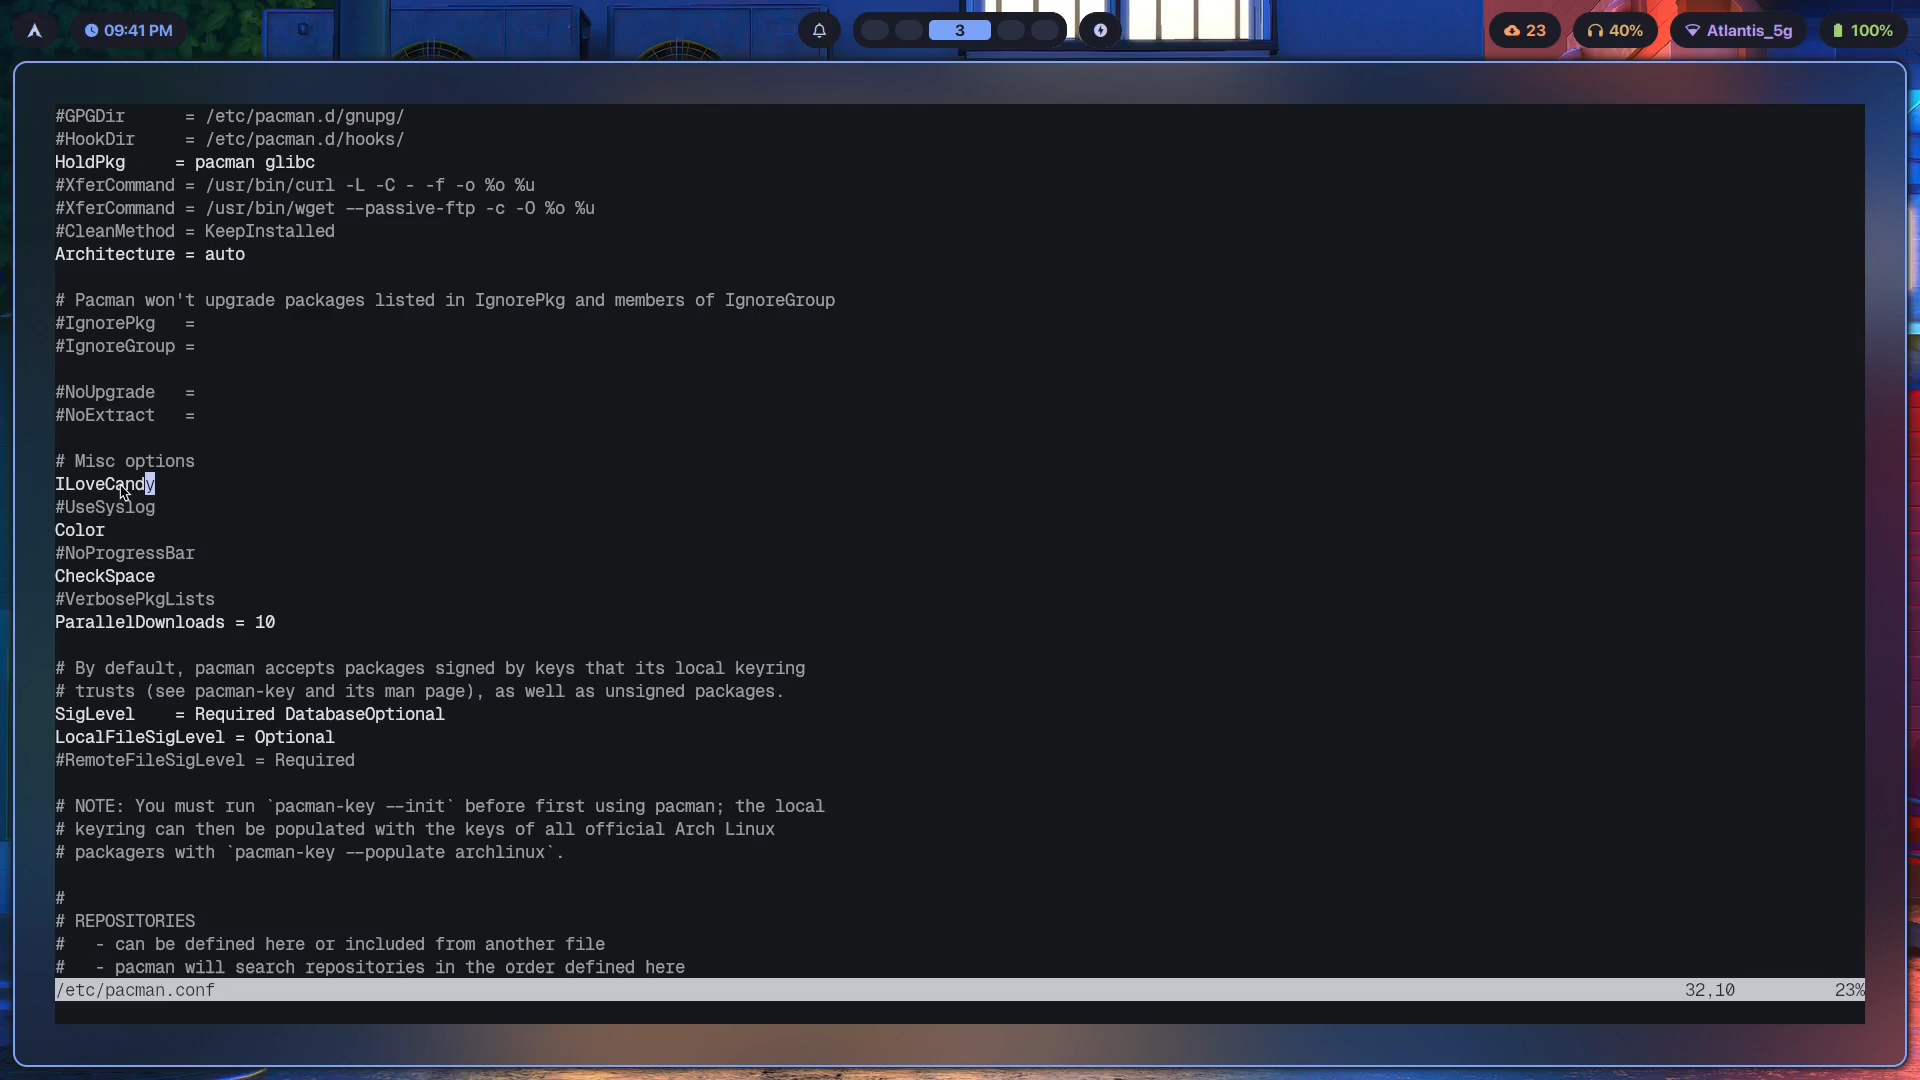 09:41 PM
3
23
40%
Atlantis_5g
100%
#GPGDir      = /etc/pacman.d/gnupg/
#HookDir     = /etc/pacman.d/hooks/
HoldPkg     = pacman glibc
#XferCommand = /usr/bin/curl -L -C - -f -o %o %u
#XferCommand = /usr/bin/wget --passive-ftp -c -O %o %u
#CleanMethod = KeepInstalled
Architecture = auto
# Pacman won't upgrade packages listed in IgnorePkg and members of IgnoreGroup
#IgnorePkg   =
#IgnoreGroup =
#NoUpgrade   =
#NoExtract   =
# Misc options
ILoveCandy
#UseSyslog
Color
#NoProgressBar
CheckSpace
#VerbosePkgLists
ParallelDownloads = 10
# By default, pacman accepts packages signed by keys that its local keyring
# trusts (see pacman-key and its man page), as well as unsigned packages.
SigLevel    = Required DatabaseOptional
LocalFileSigLevel = Optional
#RemoteFileSigLevel = Required
# NOTE: You must run `pacman-key --init` before first using pacman; the local
# keyring can then be populated with the keys of all official Arch Linux
# packagers with `pacman-key --populate archlinux`.
#
# REPOSITORIES
#   - can be defined here or included from another file
#   - pacman will search repositories in the order defined here
/etc/pacman.conf 32,10 23%